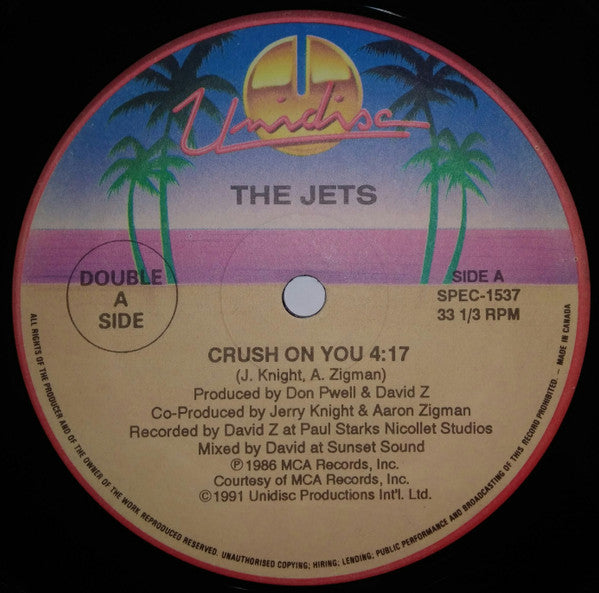 Unidisc
THE JETS
DOUBLE
A
SIDE
SIDE A
SPEC-1537
33 1/3 RPM
CRUSH ON YOU 4:17
(J. Knight, A. Zigman)
Produced by Don Pwell & David Z
Co-Produced by Jerry Knight & Aaron Zigman
Recorded by David Z at Paul Starks Nicollet Studios
Mixed by David at Sunset Sound
℗ 1986 MCA Records, Inc.
Courtesy of MCA Records, Inc.
© 1991 Unidisc Productions Int'l. Ltd.
ALL RIGHTS OF THE PRODUCER AND OF THE OWNER OF THE WORK REPRODUCED RESERVED. UNAUTHORISED COPYING; HIRING; LENDING; PUBLIC PERFORMANCE AND BROADCASTING OF THIS RECORD PROHIBITED. - MADE IN CANADA